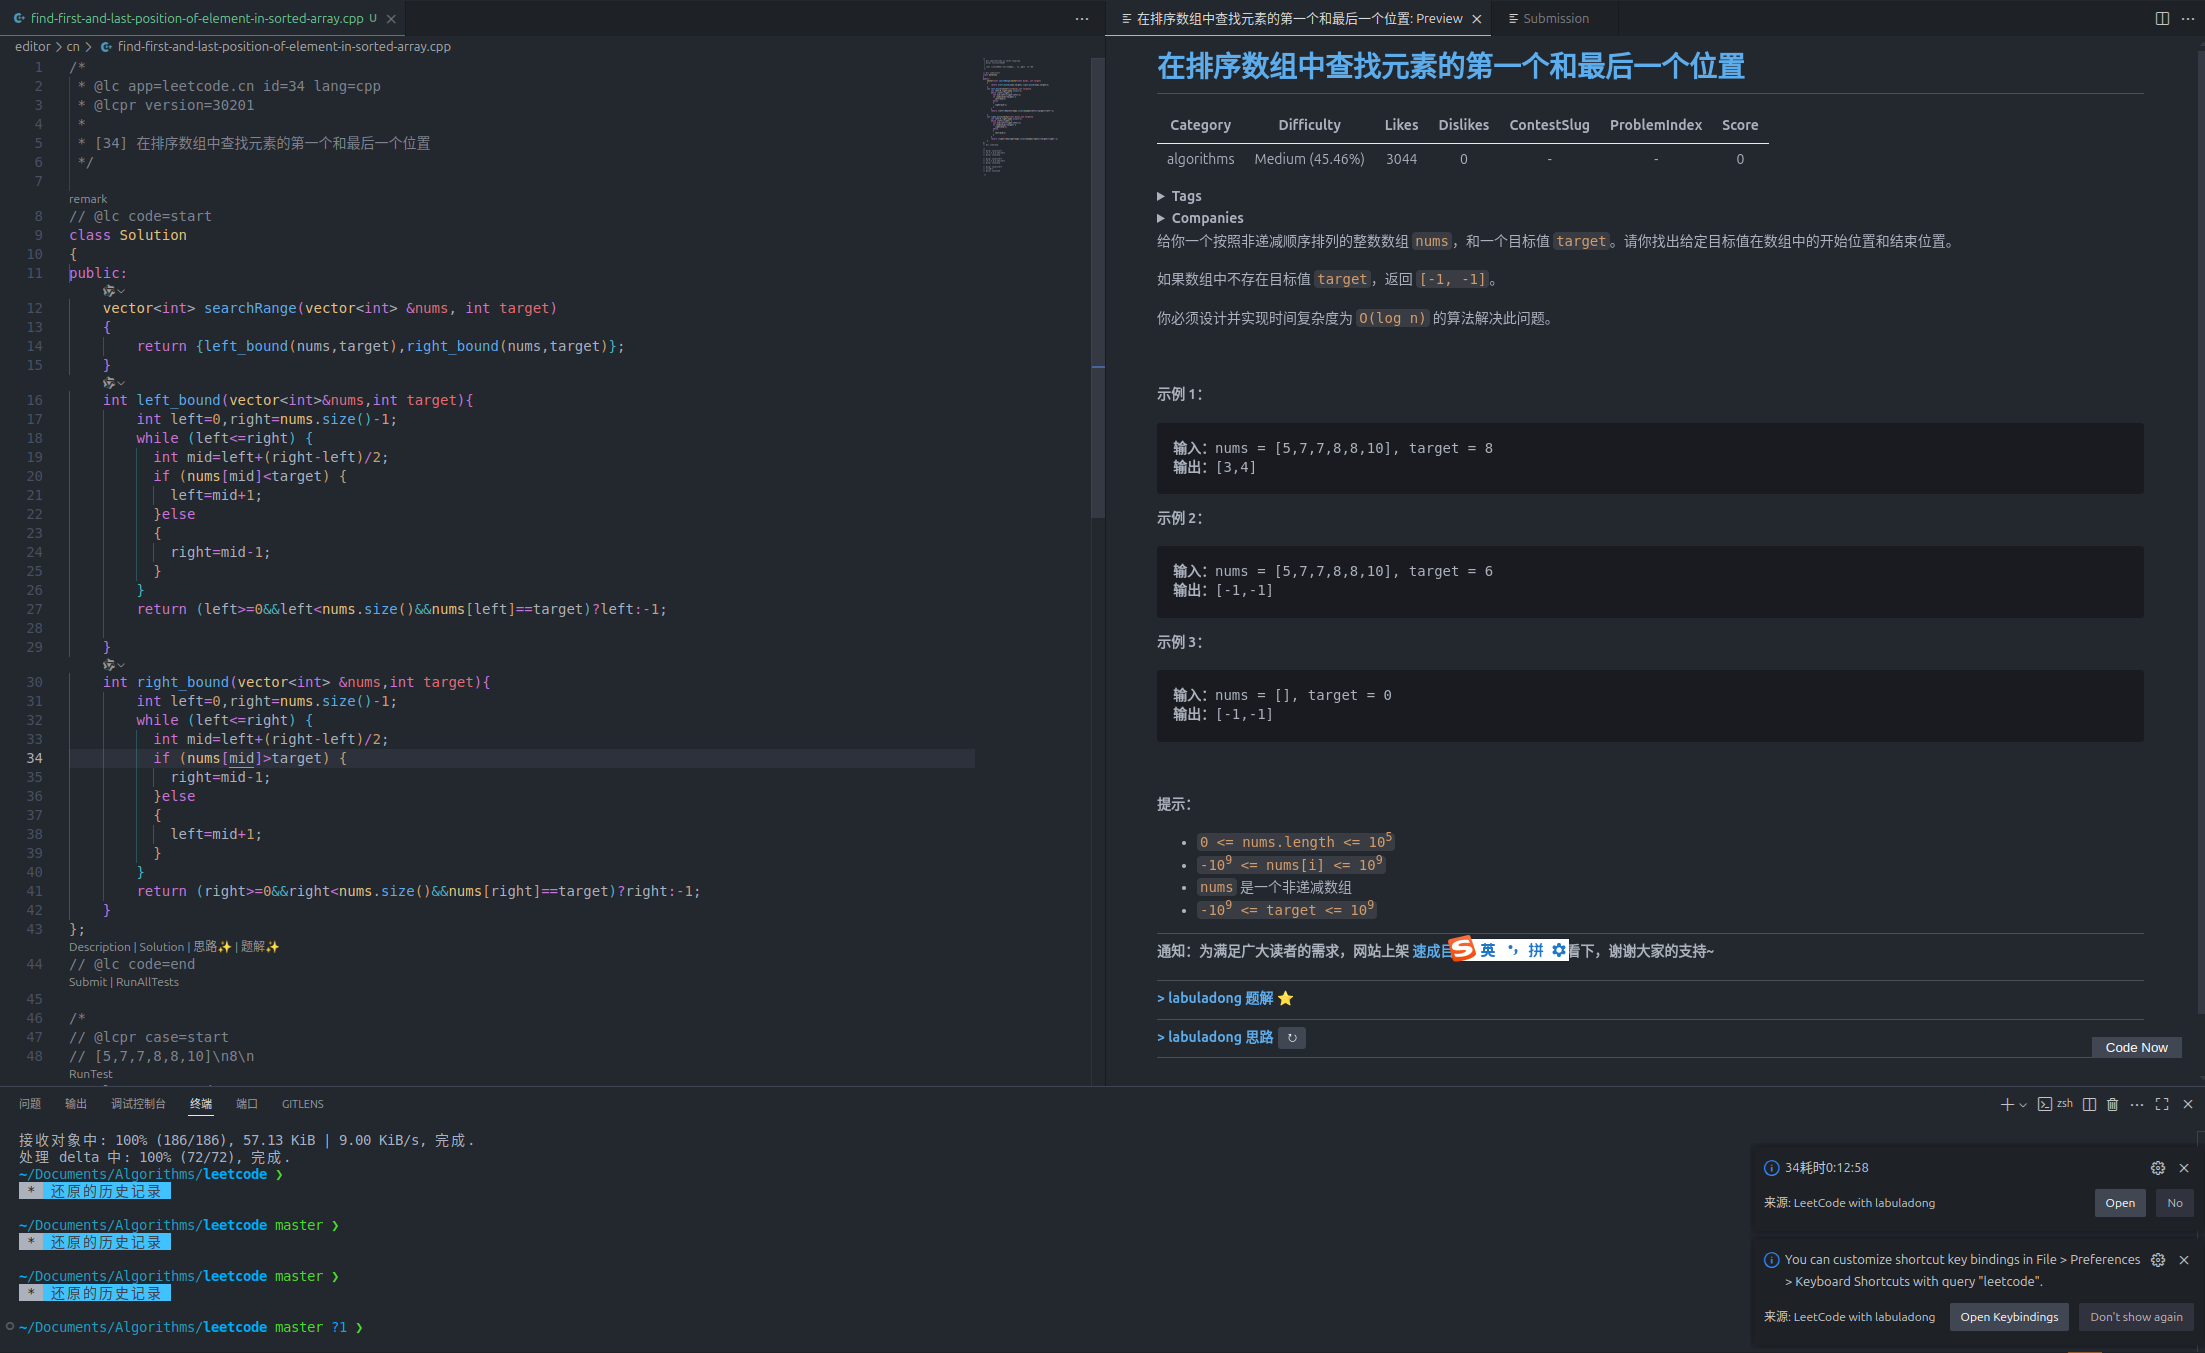 find-first-and-last-position-of-element-in-sorted-array.cpp U
editor > cn > find-first-and-last-position-of-element-in-sorted-array.cpp
1 /*
2 * @lc app=leetcode.cn id=34 lang=cpp
3 * @lcpr version=30201
4 *
5 * [34] 在排序数组中查找元素的第一个和最后一个位置
6 */
7
remark
8 // @lc code=start
9 class Solution
10 {
11 public:
12 vector<int> searchRange(vector<int> &nums, int target)
13 {
14 return {left_bound(nums,target),right_bound(nums,target)};
15 }
16 int left_bound(vector<int>&nums,int target){
17 int left=0,right=nums.size()-1;
18 while (left<=right) {
19 int mid=left+(right-left)/2;
20 if (nums[mid]<target) {
21 left=mid+1;
22 }else
23 {
24 right=mid-1;
25 }
26 }
27 return (left>=0&&left<nums.size()&&nums[left]==target)?left:-1;
28
29 }
30 int right_bound(vector<int> &nums,int target){
31 int left=0,right=nums.size()-1;
32 while (left<=right) {
33 int mid=left+(right-left)/2;
34 if (nums[mid]>target) {
35 right=mid-1;
36 }else
37 {
38 left=mid+1;
39 }
40 }
41 return (right>=0&&right<nums.size()&&nums[right]==target)?right:-1;
42 }
43 };
Description | Solution | 思路✨ | 题解✨
44 // @lc code=end
Submit | RunAllTests
45
46 /*
47 // @lcpr case=start
48 // [5,7,7,8,8,10]\n8\n
RunTest
在排序数组中查找元素的第一个和最后一个位置: Preview
Submission
在排序数组中查找元素的第一个和最后一个位置
Category Difficulty Likes Dislikes ContestSlug ProblemIndex Score
algorithms Medium (45.46%) 3044 0 - - 0
▶ Tags
▶ Companies
给你一个按照非递减顺序排列的整数数组 nums，和一个目标值 target。请你找出给定目标值在数组中的开始位置和结束位置。
如果数组中不存在目标值 target，返回 [-1, -1]。
你必须设计并实现时间复杂度为 O(log n) 的算法解决此问题。
示例 1：
输入：nums = [5,7,7,8,8,10], target = 8
输出：[3,4]
示例 2：
输入：nums = [5,7,7,8,8,10], target = 6
输出：[-1,-1]
示例 3：
输入：nums = [], target = 0
输出：[-1,-1]
提示：
• 0 <= nums.length <= 10⁵
• -10⁹ <= nums[i] <= 10⁹
• nums 是一个非递减数组
• -10⁹ <= target <= 10⁹
通知：为满足广大读者的需求，网站上架 速成目
英 拼
看下，谢谢大家的支持~
> labuladong 题解 ⭐
> labuladong 思路 ↻
Code Now
问题 输出 调试控制台 终端 端口 GITLENS
zsh
接收对象中: 100% (186/186), 57.13 KiB | 9.00 KiB/s, 完成.
处理 delta 中: 100% (72/72), 完成.
~/Documents/Algorithms/leetcode ❯
* 还原的历史记录
~/Documents/Algorithms/leetcode master ❯
* 还原的历史记录
~/Documents/Algorithms/leetcode master ❯
* 还原的历史记录
~/Documents/Algorithms/leetcode master ?1 ❯
34耗时0:12:58
来源: LeetCode with labuladong
Open
No
You can customize shortcut key bindings in File > Preferences
> Keyboard Shortcuts with query "leetcode".
来源: LeetCode with labuladong
Open Keybindings
Don't show again